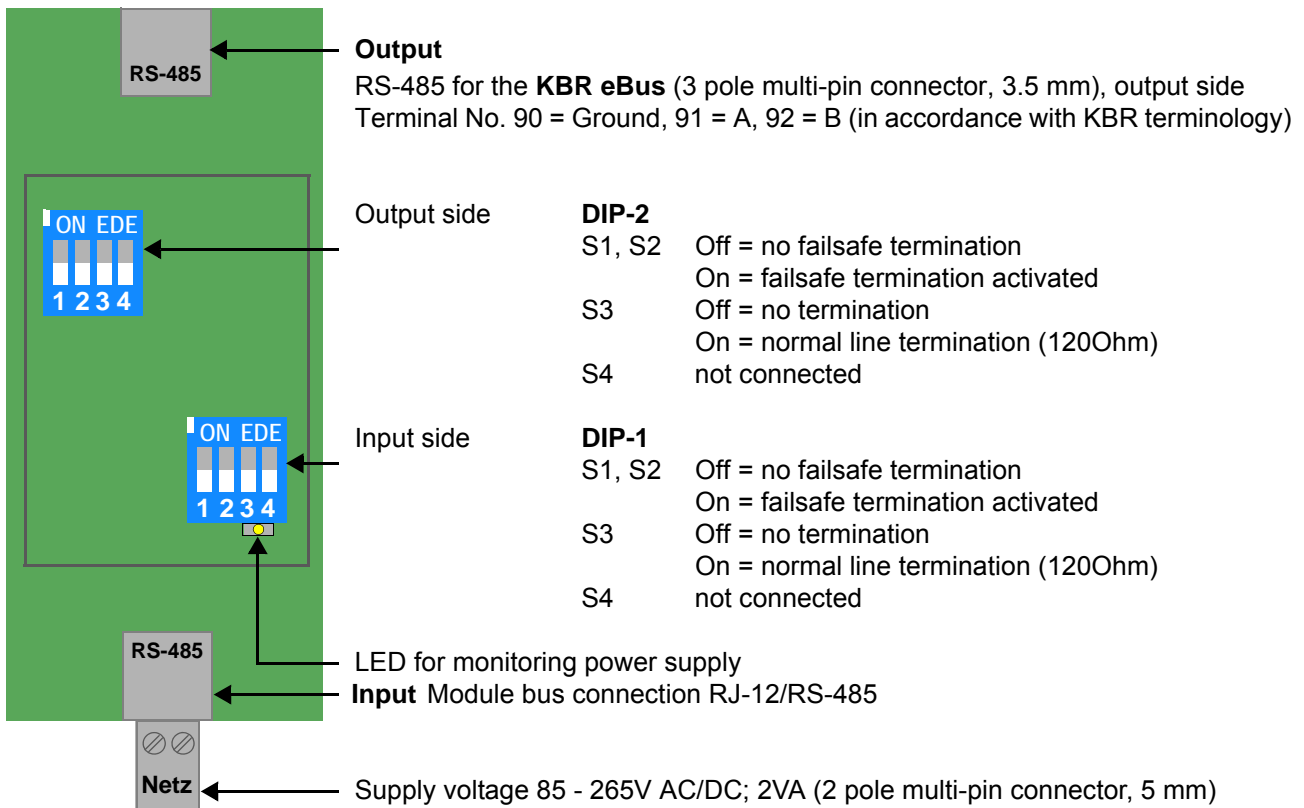 RS-485
Output
RS-485 for the KBR eBus (3 pole multi-pin connector, 3.5 mm), output side
Terminal No. 90 = Ground, 91 = A, 92 = B (in accordance with KBR terminology)
ON EDE
1 2 3 4
Output side DIP-2
S1, S2 Off = no failsafe termination
On = failsafe termination activated
S3 Off = no termination
On = normal line termination (120Ohm)
S4 not connected
ON EDE
1 2 3 4
Input side DIP-1
S1, S2 Off = no failsafe termination
On = failsafe termination activated
S3 Off = no termination
On = normal line termination (120Ohm)
S4 not connected
RS-485
LED for monitoring power supply
Input Module bus connection RJ-12/RS-485
Netz
Supply voltage 85 - 265V AC/DC; 2VA (2 pole multi-pin connector, 5 mm)